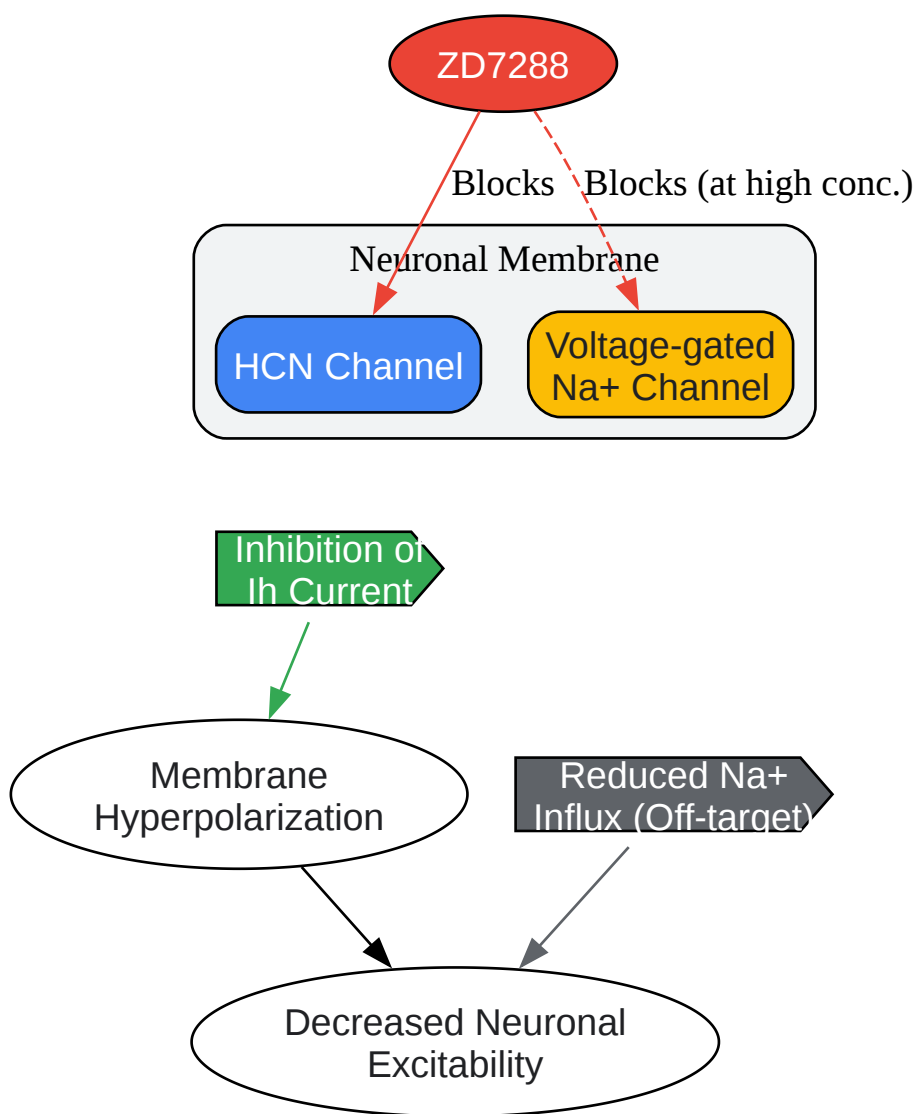 ZD7288
Blocks
Blocks (at high conc.)
Neuronal Membrane
HCN Channel
Voltage-gated
Na+ Channel
Inhibition of
Ih Current
Membrane
Hyperpolarization
Reduced Na+
Influx (Off-target)
Decreased Neuronal
Excitability